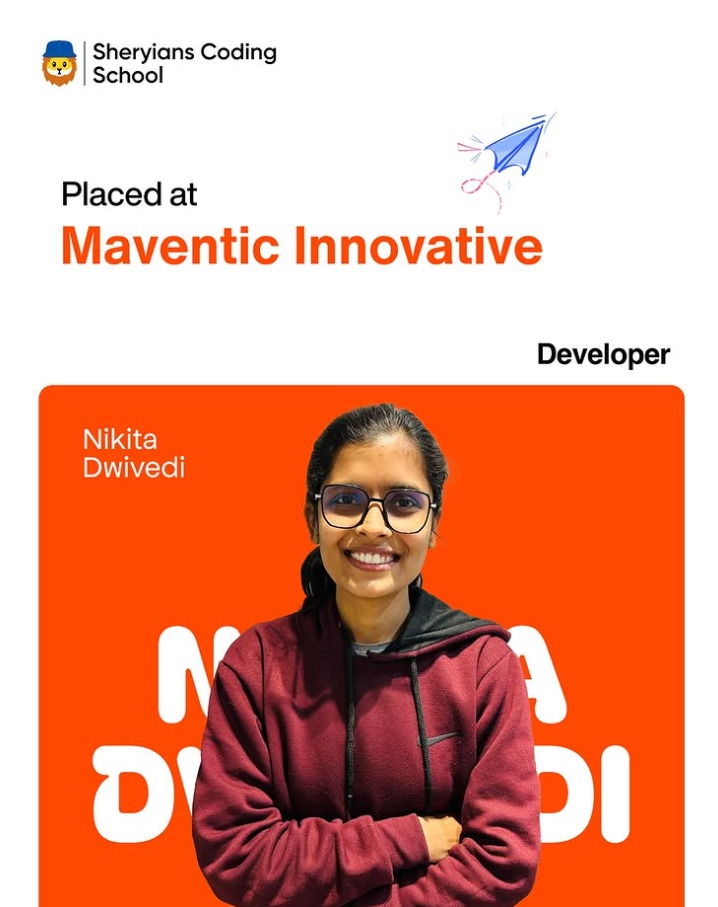 Sheryians Coding
School
Placed at
Maventic Innovative
Developer
Nikita
Dwivedi